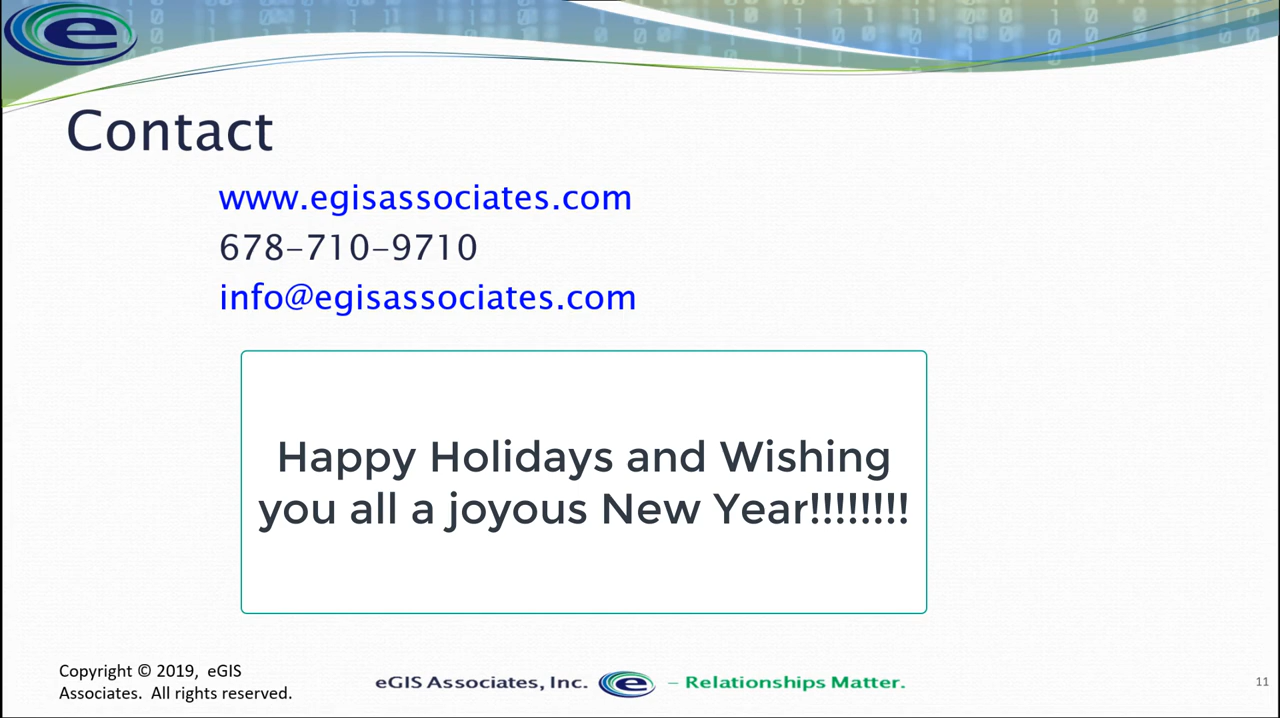 e
Contact
www.egisassociates.com
678-710-9710
info@egisassociates.com
Happy Holidays and Wishing
you all a joyous New Year!!!!!!!!
Copyright © 2019, eGIS
Associates. All rights reserved.
eGIS Associates, Inc. e – Relationships Matter.
11